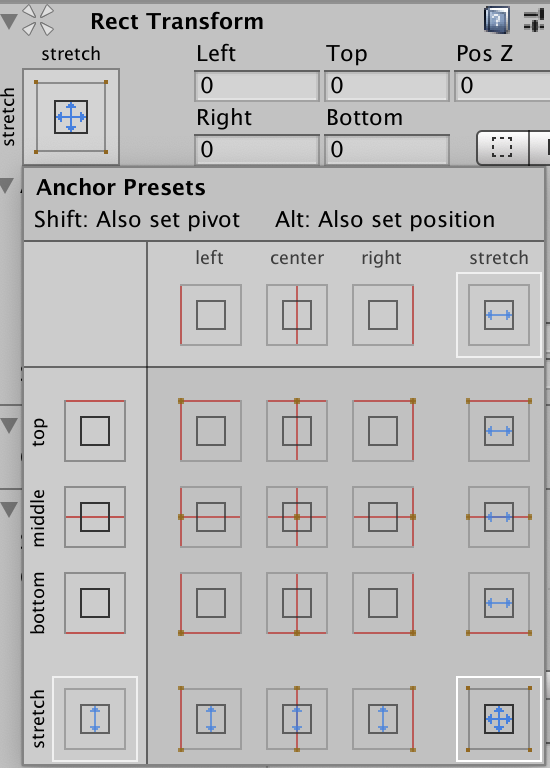 Rect Transform
stretch
stretch
Left Top Pos Z
0 0 0
Right Bottom
0 0
Anchor Presets
Shift: Also set pivot Alt: Also set position
left center right stretch
top
middle
bottom
stretch